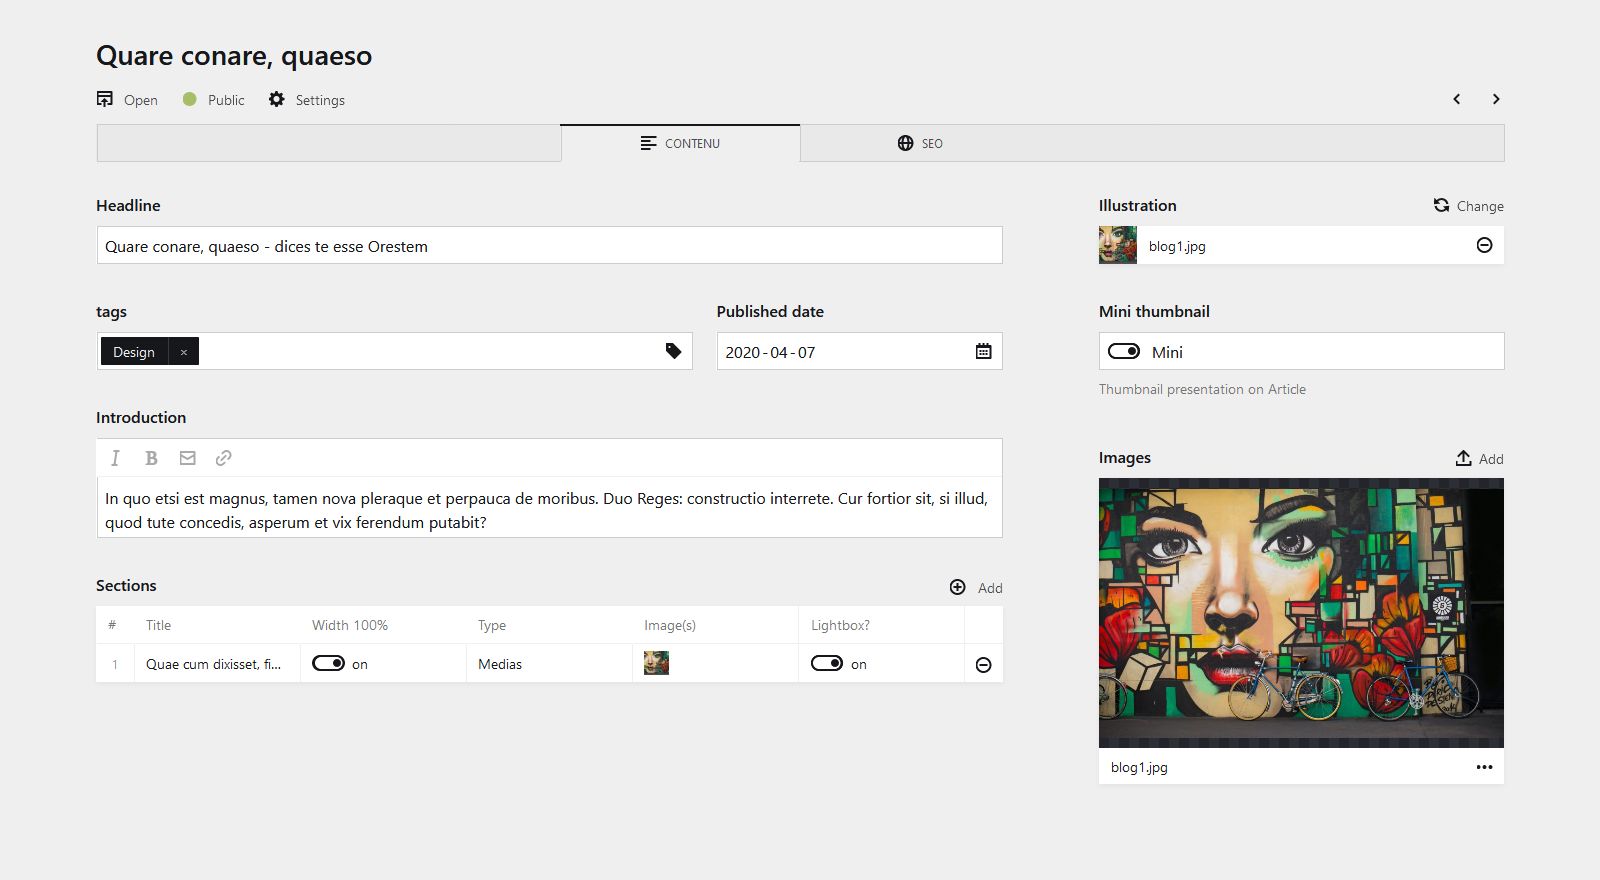 Quare conare, quaeso
Open Public Settings
CONTENU SEO
Headline
Quare conare, quaeso - dices te esse Orestem
tags
Design ×
Published date
2020-04-07
Introduction
I B
In quo etsi est magnus, tamen nova pleraque et perpauca de moribus. Duo Reges: constructio interrete. Cur fortior sit, si illud,
quod tute concedis, asperum et vix ferendum putabit?
Sections Add
# Title Width 100% Type Image(s) Lightbox?
1 Quae cum dixisset, fi... on Medias on
Illustration Change
blog1.jpg
Mini thumbnail
Mini
Thumbnail presentation on Article
Images Add
blog1.jpg